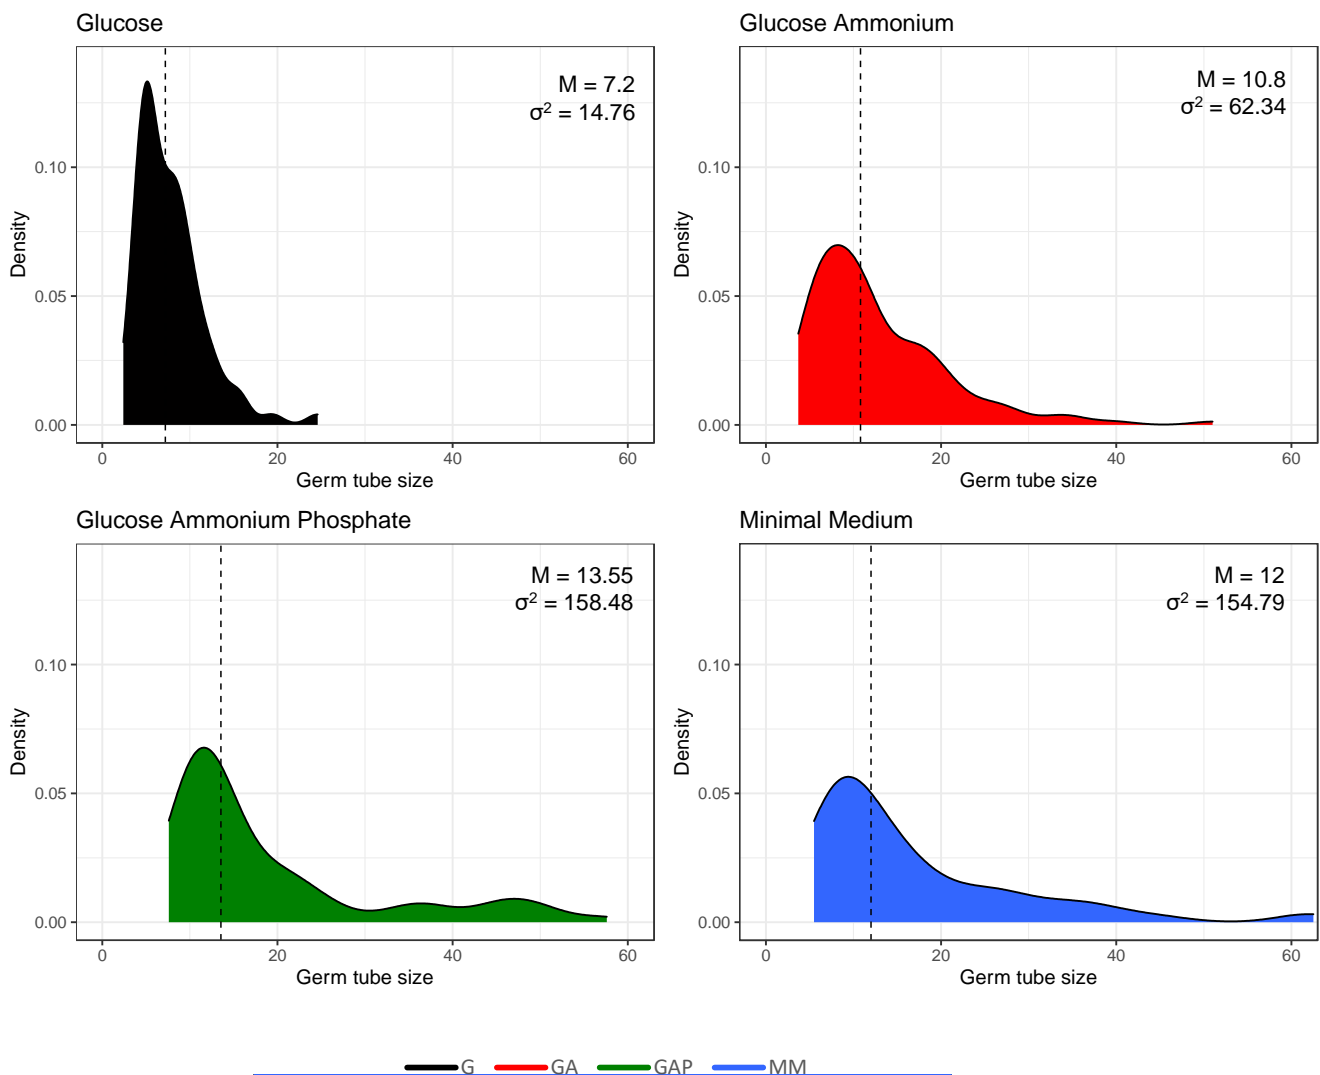 Glucose
M = 7.2
σ² = 14.76
0.10
0.05
0.00
Density
0 20 40 60
Germ tube size
Glucose Ammonium
M = 10.8
σ² = 62.34
0.10
0.05
0.00
Density
0 20 40 60
Germ tube size
Glucose Ammonium Phosphate
M = 13.55
σ² = 158.48
0.10
0.05
0.00
Density
0 20 40 60
Germ tube size
Minimal Medium
M = 12
σ² = 154.79
0.10
0.05
0.00
Density
0 20 40 60
Germ tube size
G GA GAP MM